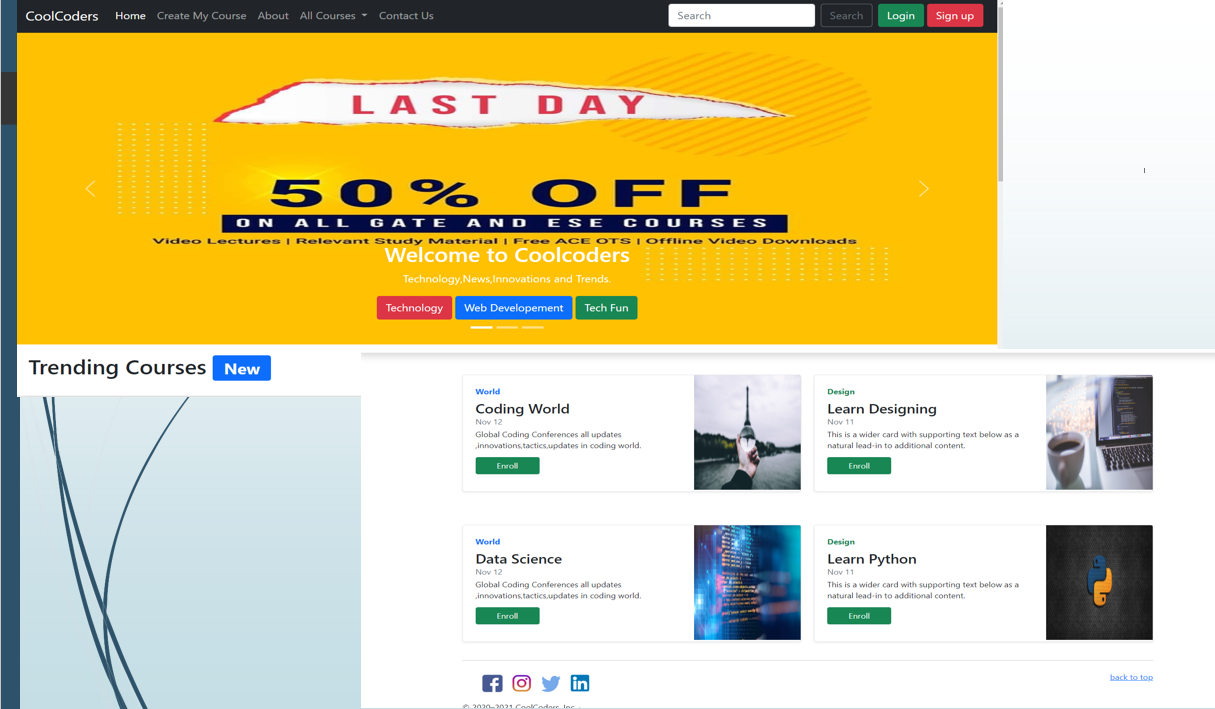 CoolCoders Home Create My Course About All Courses Contact Us Search Search Login Sign up
LAST DAY
50% OFF
ON ALL GATE AND ESE COURSES
Video Lectures | Relevant Study Material | Free ACE OTS | Offline Video Downloads
Welcome to Coolcoders
Technology,News,Innovations and Trends.
Technology Web Developement Tech Fun
Trending Courses New
World
Coding World
Nov 12
Global Coding Conferences all updates
,innovations,tactics,updates in coding world.
Enroll
Design
Learn Designing
Nov 11
This is a wider card with supporting text below as a
natural lead-in to additional content.
Enroll
World
Data Science
Nov 12
Global Coding Conferences all updates
,innovations,tactics,updates in coding world.
Enroll
Design
Learn Python
Nov 11
This is a wider card with supporting text below as a
natural lead-in to additional content.
Enroll
back to top
© 2020–2021 CoolCoders, Inc. ·